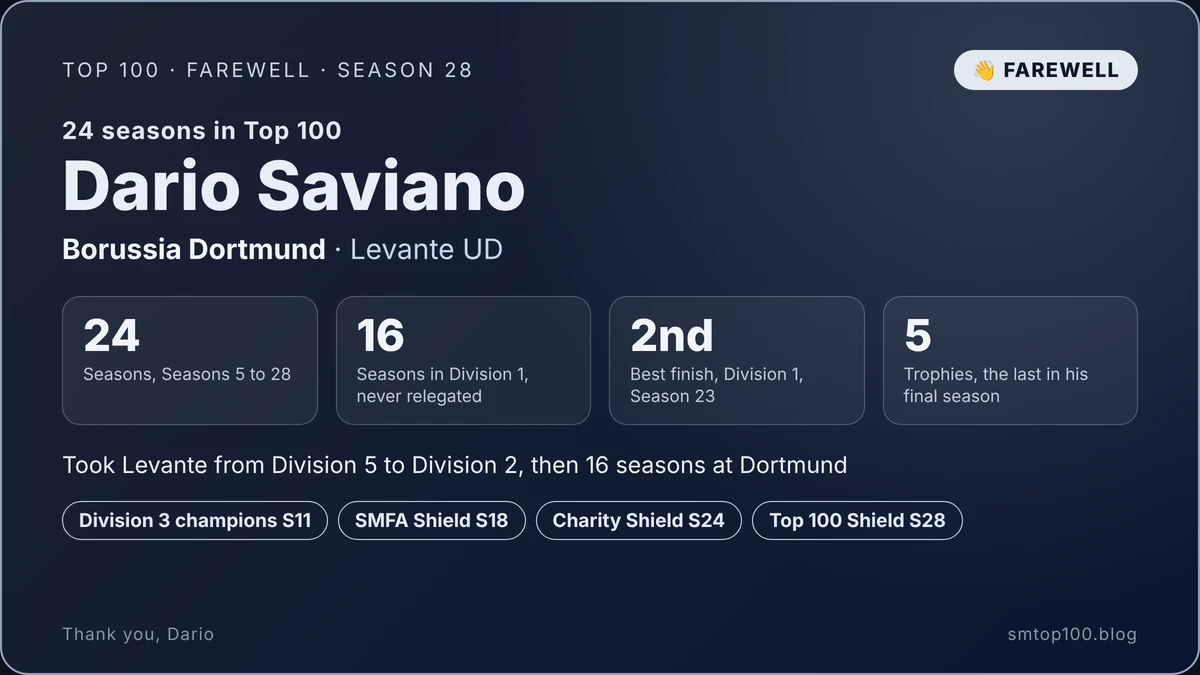 TOP 100 · FAREWELL · SEASON 28
👋 FAREWELL
24 seasons in Top 100
Dario Saviano
Borussia Dortmund · Levante UD
24
Seasons, Seasons 5 to 28
16
Seasons in Division 1,
never relegated
2nd
Best finish, Division 1,
Season 23
5
Trophies, the last in his
final season
Took Levante from Division 5 to Division 2, then 16 seasons at Dortmund
Division 3 champions S11
SMFA Shield S18
Charity Shield S24
Top 100 Shield S28
Thank you, Dario
smtop100.blog